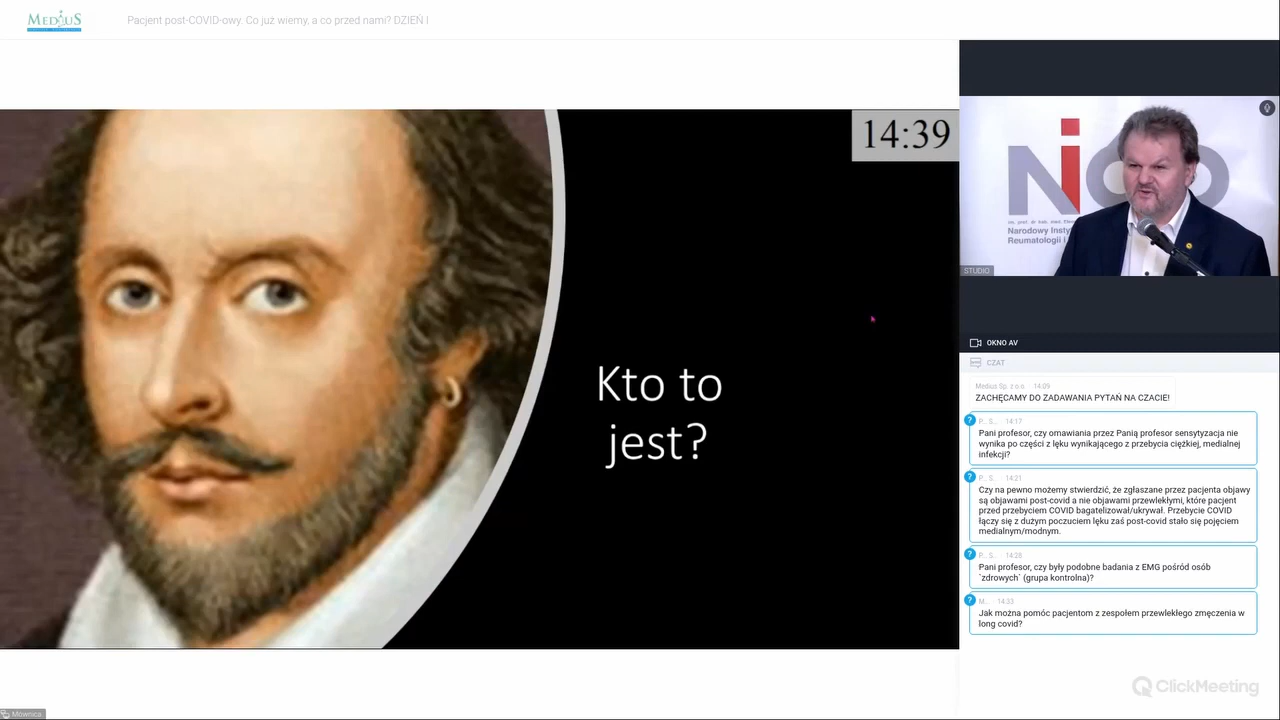 MEDIUS
Pacjent post-COVID-owy. Co już wiemy, a co przed nami? DZIEŃ I
14:39
Kto to
jest?
Narodowy Insty
Reumatologii i
STUDIO
OKNO AV
CZAT
Medius Sp. z o.o. 14:09
ZACHĘCAMY DO ZADAWANIA PYTAŃ NA CZACIE!
? P... S... 14:17
Pani profesor, czy omawiania przez Panią profesor sensytyzacja nie
wynika po części z lęku wynikającego z przebycia ciężkiej, medialnej
infekcji?
? P... S... 14:21
Czy na pewno możemy stwierdzić, że zgłaszane przez pacjenta objawy
są objawami post-covid a nie objawami przewlekłymi, które pacjent
przed przebyciem COVID bagatelizował/ukrywał. Przebycie COVID
łączy się z dużym poczuciem lęku zaś post-covid stało się pojęciem
medialnym/modnym.
? P... S... 14:28
Pani profesor, czy były podobne badania z EMG pośród osób
`zdrowych` (grupa kontrolna)?
? M. 14:33
Jak można pomóc pacjentom z zespołem przewlekłego zmęczenia w
long covid?
ClickMeeting
Mównica